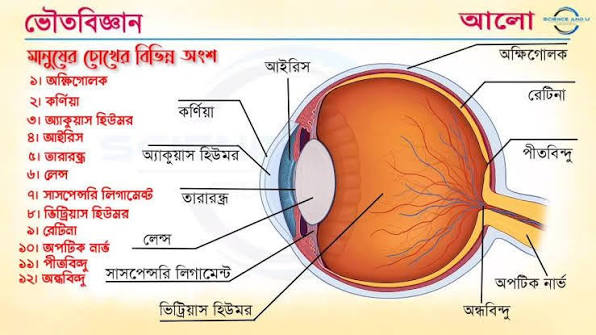 ভৌতবিজ্ঞান
আলো
SCIENCE AND U
মানুষের চোখের বিভিন্ন অংশ
১। অক্ষিগোলক
২। কর্ণিয়া
৩। অ্যাকুয়াস হিউমর
৪। আইরিস
৫। তারারন্ধ্র
৬। লেন্স
৭। সাসপেন্সরি লিগামেন্ট
৮। ভিট্রিয়াস হিউমর
৯। রেটিনা
১০। অপটিক নার্ভ
১১। পীতবিন্দু
১২। অন্ধবিন্দু
আইরিস
কর্ণিয়া
অ্যাকুয়াস হিউমর
তারারন্ধ্র
লেন্স
সাসপেন্সরি লিগামেন্ট
ভিট্রিয়াস হিউমর
অক্ষিগোলক
রেটিনা
পীতবিন্দু
অপটিক নার্ভ
অন্ধবিন্দু